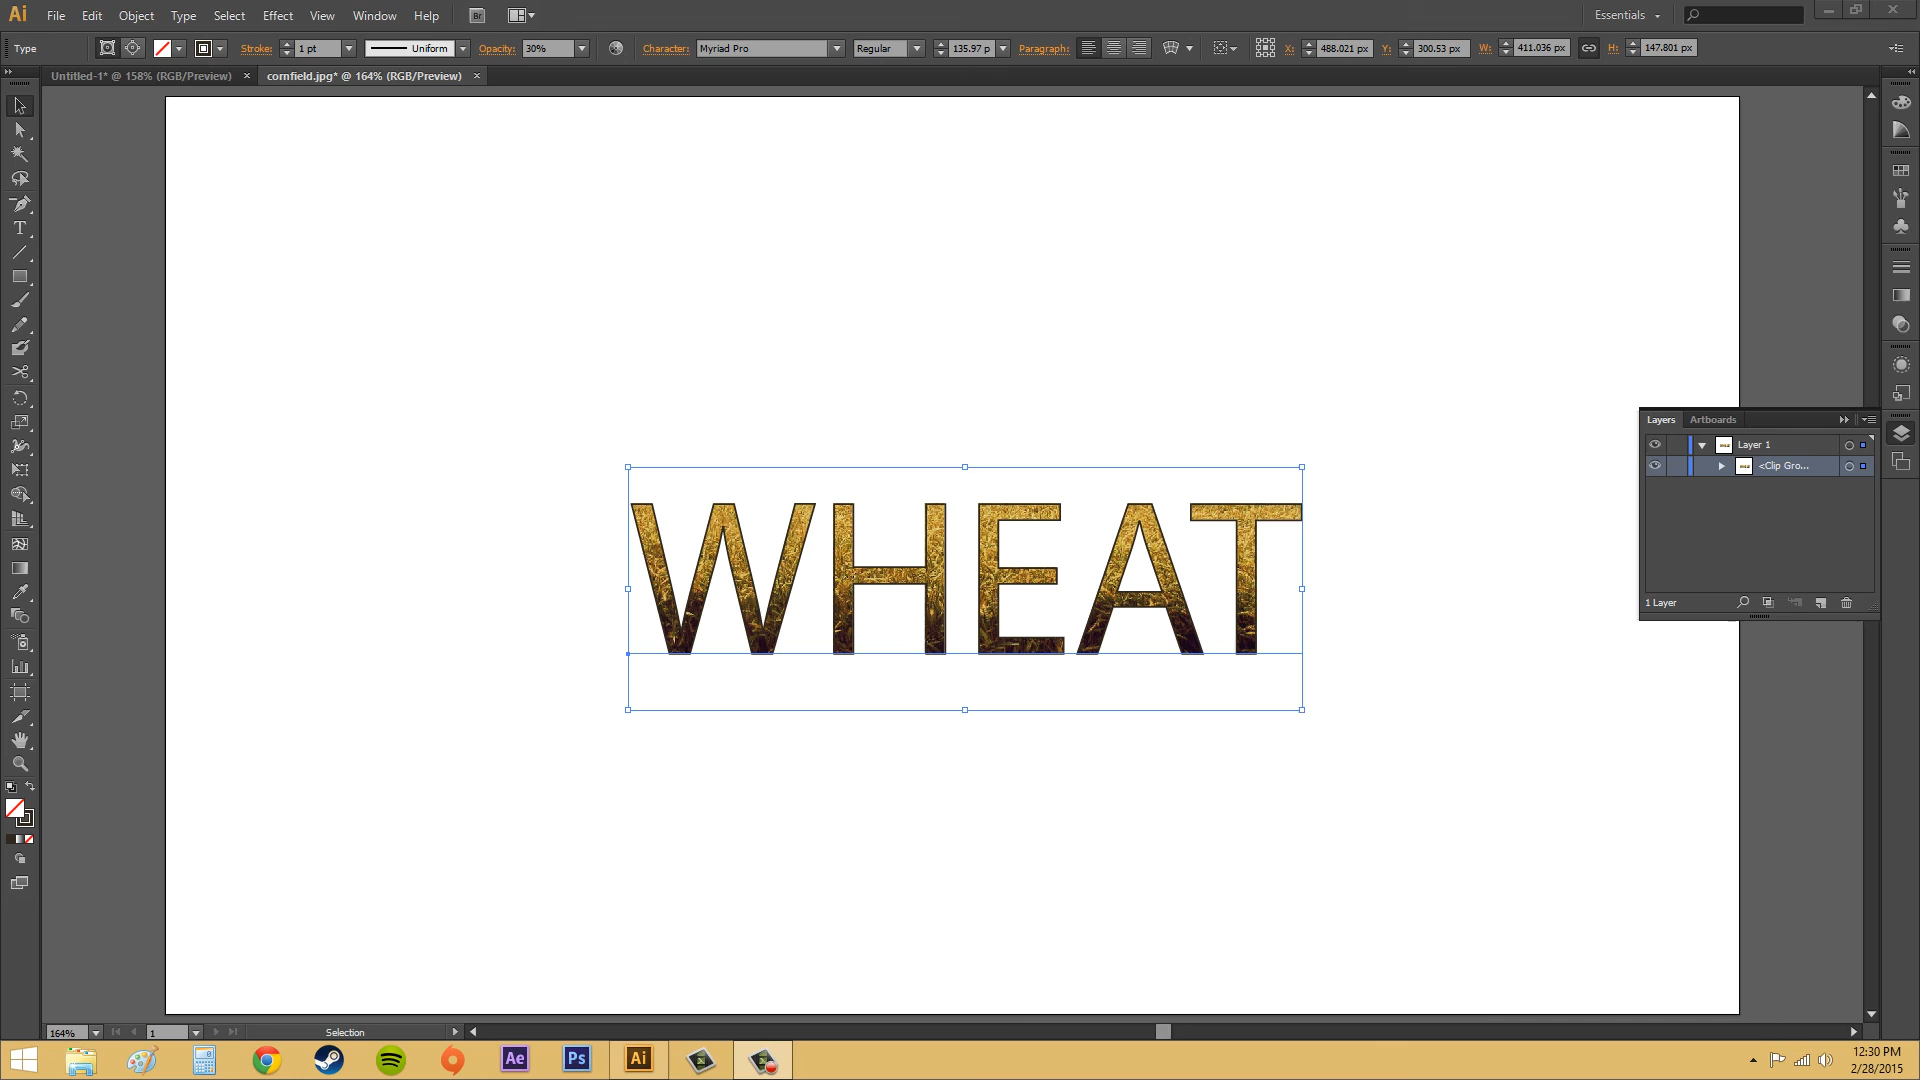 Ai File Edit Object Type Select Effect View Window Help Br Essentials
Type Stroke: 1 pt Uniform Opacity: 30% Character: Myriad Pro Regular 135.97 p Paragraph: X: 488.021 px Y: 300.53 px W: 411.036 px H: 147.801 px
Untitled-1* @ 158% (RGB/Preview) × cornfield.jpg* @ 164% (RGB/Preview) ×
Layers Artboards
Layer 1
<Clip Gro...
WHEAT
1 Layer
164% 1 Selection
Ae Ps Ai
12:30 PM
2/28/2015